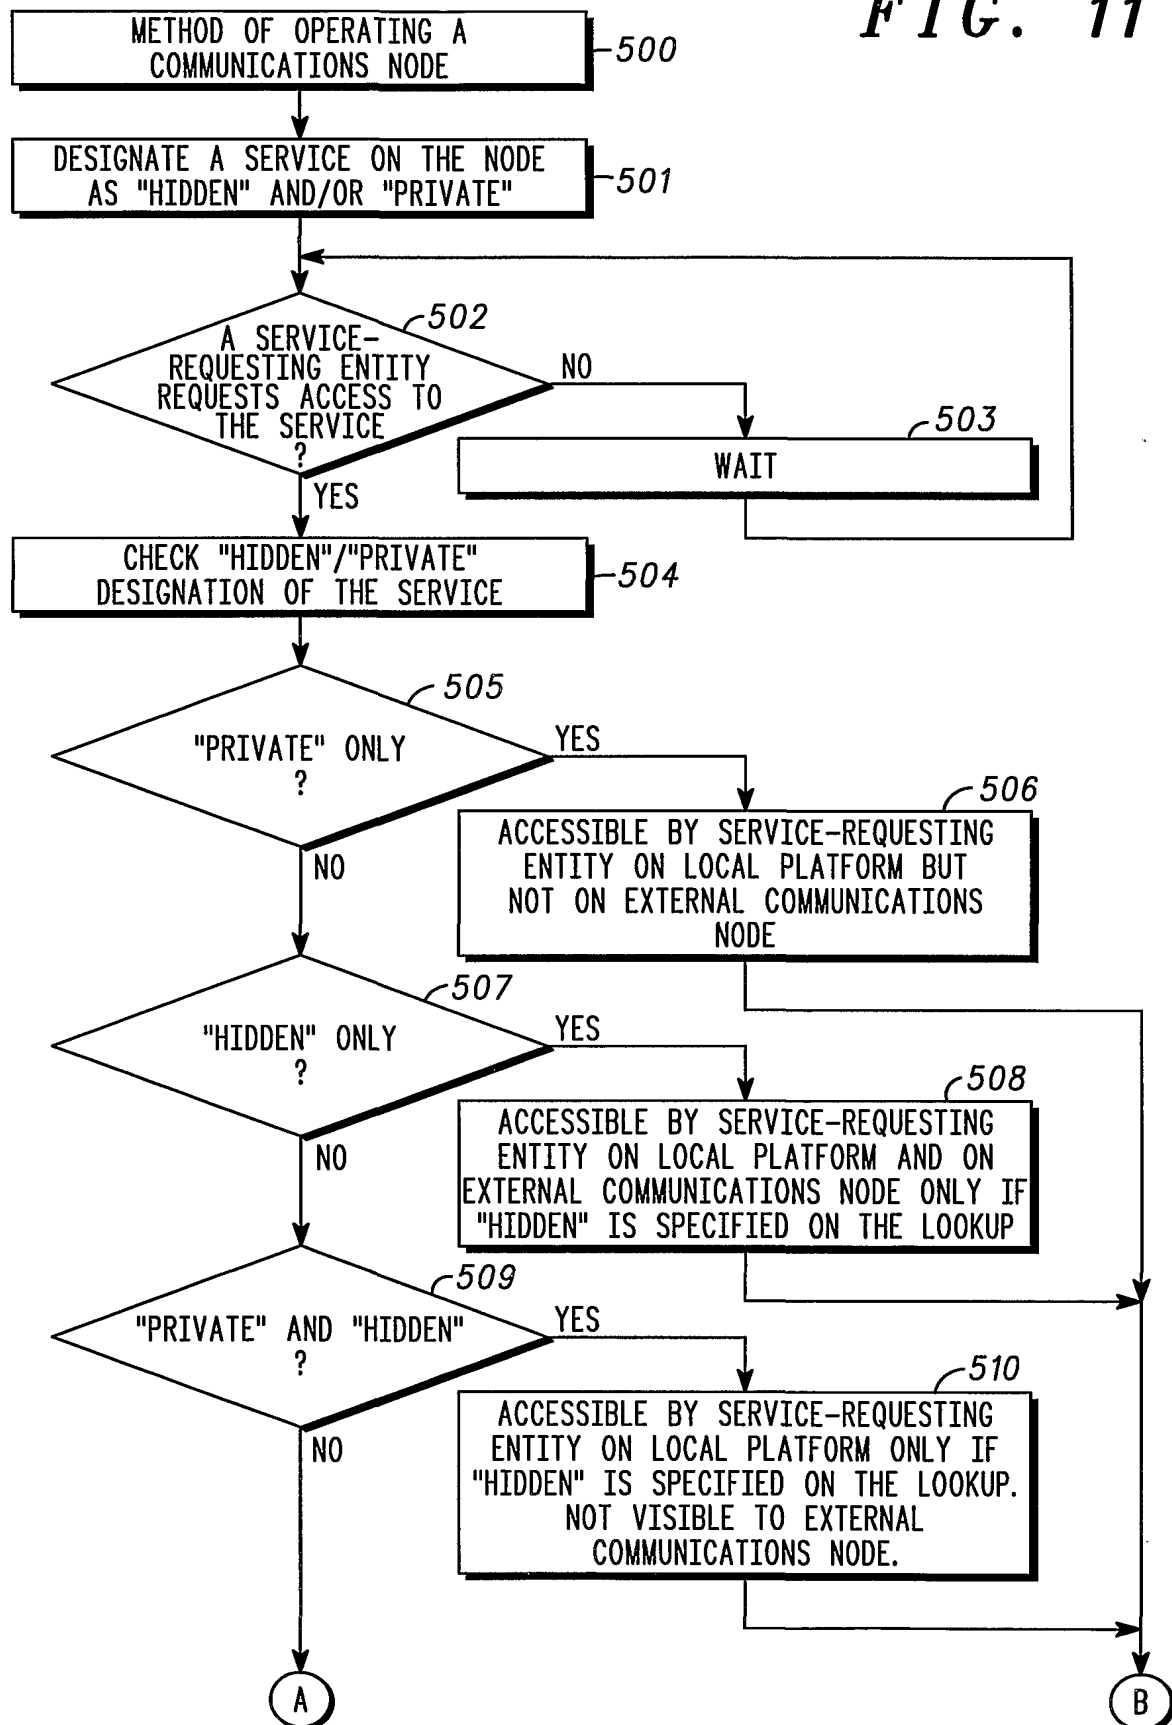 FIG. 11
METHOD OF OPERATING A
COMMUNICATIONS NODE
500
DESIGNATE A SERVICE ON THE NODE
AS "HIDDEN" AND/OR "PRIVATE"
501
502
A SERVICE-
REQUESTING ENTITY
REQUESTS ACCESS TO
THE SERVICE
?
NO
503
WAIT
YES
CHECK "HIDDEN"/"PRIVATE"
DESIGNATION OF THE SERVICE
504
505
"PRIVATE" ONLY
?
YES
506
ACCESSIBLE BY SERVICE-REQUESTING
ENTITY ON LOCAL PLATFORM BUT
NOT ON EXTERNAL COMMUNICATIONS
NODE
NO
507
"HIDDEN" ONLY
?
YES
508
ACCESSIBLE BY SERVICE-REQUESTING
ENTITY ON LOCAL PLATFORM AND ON
EXTERNAL COMMUNICATIONS NODE ONLY IF
"HIDDEN" IS SPECIFIED ON THE LOOKUP
NO
509
"PRIVATE" AND "HIDDEN"
?
YES
510
ACCESSIBLE BY SERVICE-REQUESTING
ENTITY ON LOCAL PLATFORM ONLY IF
"HIDDEN" IS SPECIFIED ON THE LOOKUP.
NOT VISIBLE TO EXTERNAL
COMMUNICATIONS NODE.
NO
A
B